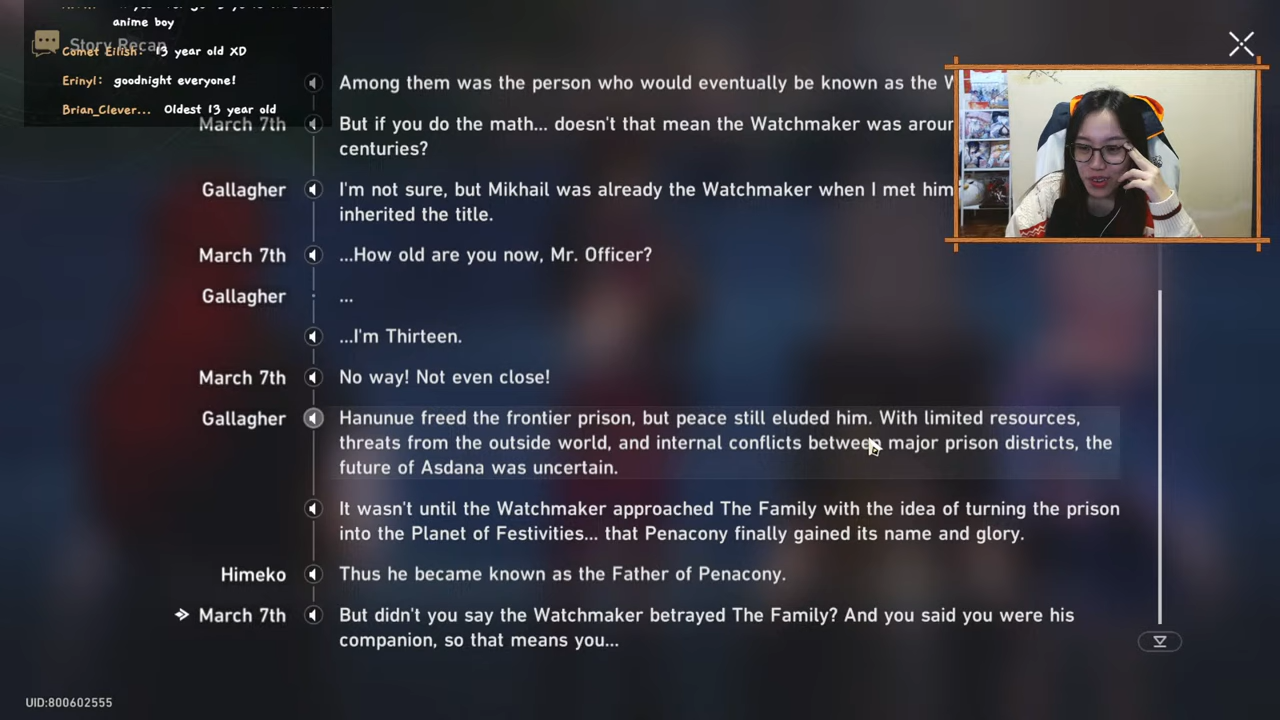 anime boy
Story Recap
Comet Eilish: 13 year old XD
Erinyl: goodnight everyone!
Brian_Clever... Oldest 13 year old
Among them was the person who would eventually be known as the W
March 7th
But if you do the math... doesn't that mean the Watchmaker was aroun
centuries?
Gallagher
I'm not sure, but Mikhail was already the Watchmaker when I met him
inherited the title.
March 7th
...How old are you now, Mr. Officer?
Gallagher
...
...I'm Thirteen.
March 7th
No way! Not even close!
Gallagher
Hanunue freed the frontier prison, but peace still eluded him. With limited resources,
threats from the outside world, and internal conflicts between major prison districts, the
future of Asdana was uncertain.
It wasn't until the Watchmaker approached The Family with the idea of turning the prison
into the Planet of Festivities... that Penacony finally gained its name and glory.
Himeko
Thus he became known as the Father of Penacony.
March 7th
But didn't you say the Watchmaker betrayed The Family? And you said you were his
companion, so that means you...
UID:800602555